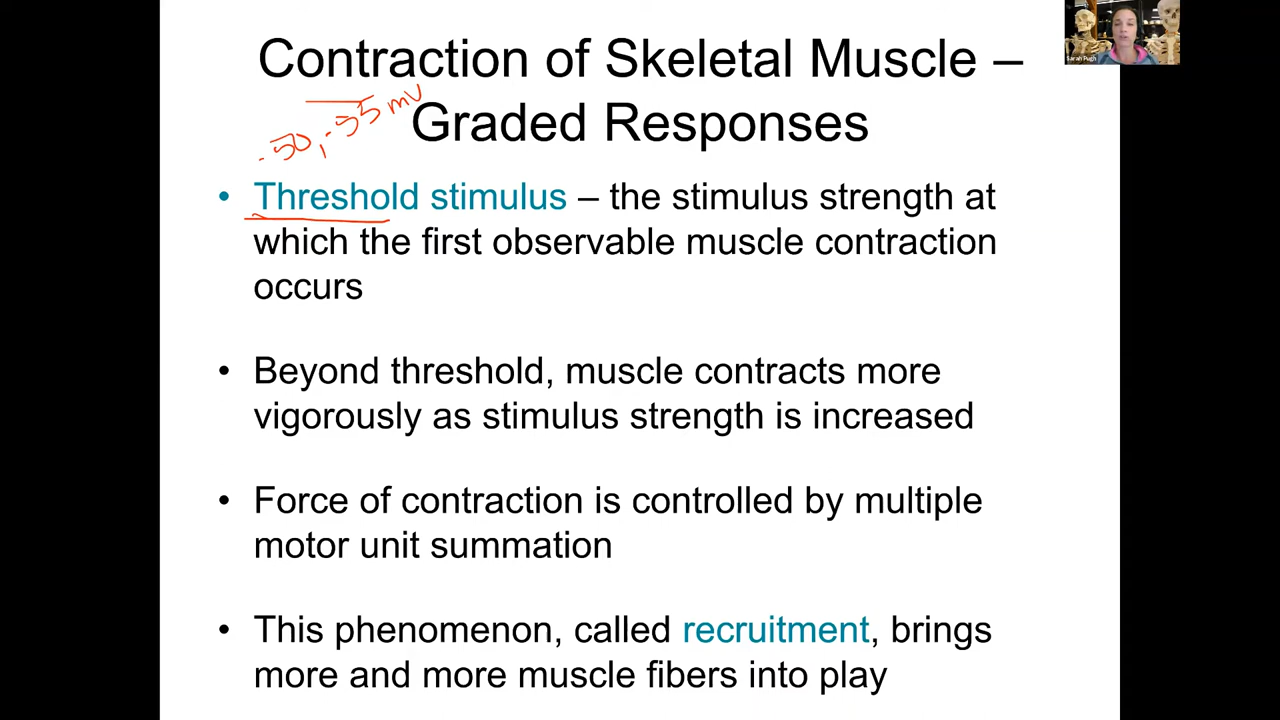 Contraction of Skeletal Muscle –
Graded Responses
-50, -55 mV
• Threshold stimulus – the stimulus strength at
which the first observable muscle contraction
occurs
• Beyond threshold, muscle contracts more
vigorously as stimulus strength is increased
• Force of contraction is controlled by multiple
motor unit summation
• This phenomenon, called recruitment, brings
more and more muscle fibers into play
Sarah Pugh